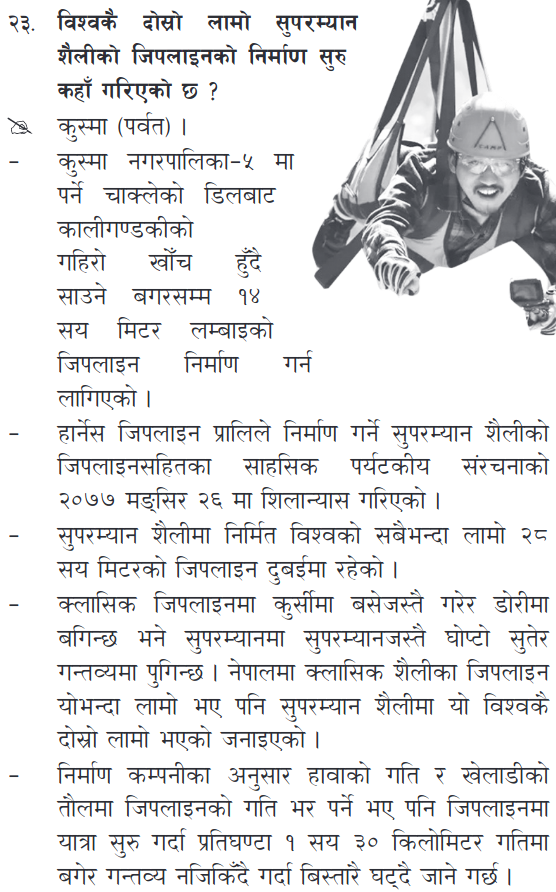 २३. विश्वकै दोस्रो लामो सुपरम्यान
शैलीको जिपलाइनको निर्माण सुरु
कहाँ गरिएको छ ?
कुस्मा (पर्वत) ।
– कुस्मा नगरपालिका-५ मा
पर्ने चाक्लेको डिलबाट
कालीगण्डकीको
गहिरो खोँच हुँदै
साउने बगरसम्म १४
सय मिटर लम्बाइको
जिपलाइन निर्माण गर्न
लागिएको ।
– हार्नेस जिपलाइन प्रालिले निर्माण गर्ने सुपरम्यान शैलीको
जिपलाइनसहितका साहसिक पर्यटकीय संरचनाको
२०७७ मङ्सिर २६ मा शिलान्यास गरिएको ।
– सुपरम्यान शैलीमा निर्मित विश्वको सबैभन्दा लामो २८
सय मिटरको जिपलाइन दुबईमा रहेको ।
– क्लासिक जिपलाइनमा कुर्सीमा बसेजस्तै गरेर डोरीमा
बगिन्छ भने सुपरम्यानमा सुपरम्यानजस्तै घोप्टो सुतेर
गन्तव्यमा पुगिन्छ । नेपालमा क्लासिक शैलीका जिपलाइन
योभन्दा लामो भए पनि सुपरम्यान शैलीमा यो विश्वकै
दोस्रो लामो भएको जनाइएको ।
– निर्माण कम्पनीका अनुसार हावाको गति र खेलाडीको
तौलमा जिपलाइनको गति भर पर्ने भए पनि जिपलाइनमा
यात्रा सुरु गर्दा प्रतिघण्टा १ सय ३० किलोमिटर गतिमा
बगेर गन्तव्य नजिकिँदै गर्दा बिस्तारै घट्दै जाने गर्छ ।